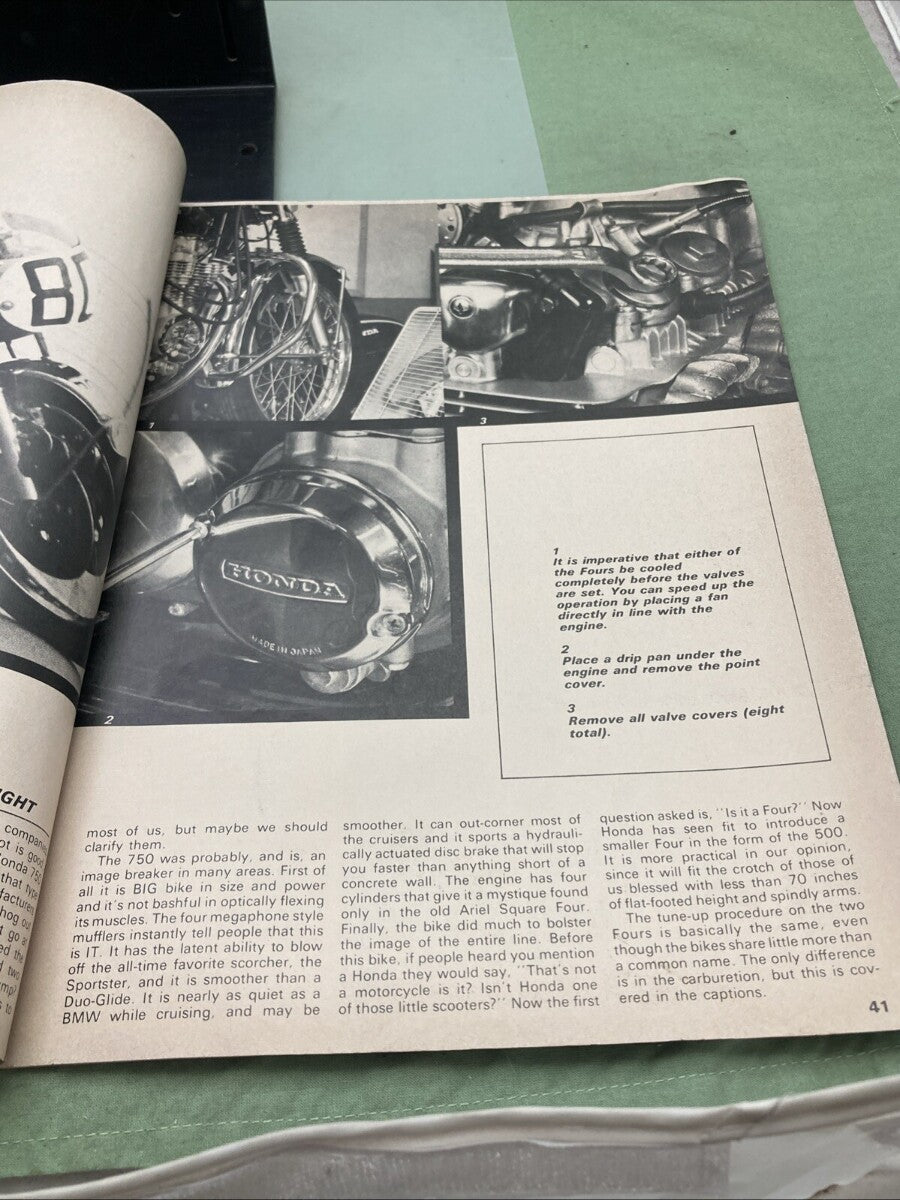 81
1
3
HONDA
MADE IN JAPAN
2
1
It is imperative that either of
the Fours be cooled
completely before the valves
are set. You can speed up the
operation by placing a fan
directly in line with the
engine.
2
Place a drip pan under the
engine and remove the point
cover.
3
Remove all valve covers (eight
total).
most of us, but maybe we should
clarify them.
The 750 was probably, and is, an
image breaker in many areas. First of
all it is BIG bike in size and power
and it's not bashful in optically flexing
its muscles. The four megaphone style
mufflers instantly tell people that this
is IT. It has the latent ability to blow
off the all-time favorite scorcher, the
Sportster, and it is smoother than a
Duo-Glide. It is nearly as quiet as a
BMW while cruising, and may be
smoother. It can out-corner most of
the cruisers and it sports a hydrauli-
cally actuated disc brake that will stop
you faster than anything short of a
concrete wall. The engine has four
cylinders that give it a mystique found
only in the old Ariel Square Four.
Finally, the bike did much to bolster
the image of the entire line. Before
this bike, if people heard you mention
a Honda they would say, "That's not
a motorcycle is it? Isn't Honda one
of those little scooters?" Now the first
question asked is, "Is it a Four?" Now
Honda has seen fit to introduce a
smaller Four in the form of the 500.
It is more practical in our opinion,
since it will fit the crotch of those of
us blessed with less than 70 inches
of flat-footed height and spindly arms.
The tune-up procedure on the two
Fours is basically the same, even
though the bikes share little more than
a common name. The only difference
is in the carburetion, but this is cov-
ered in the captions.
41